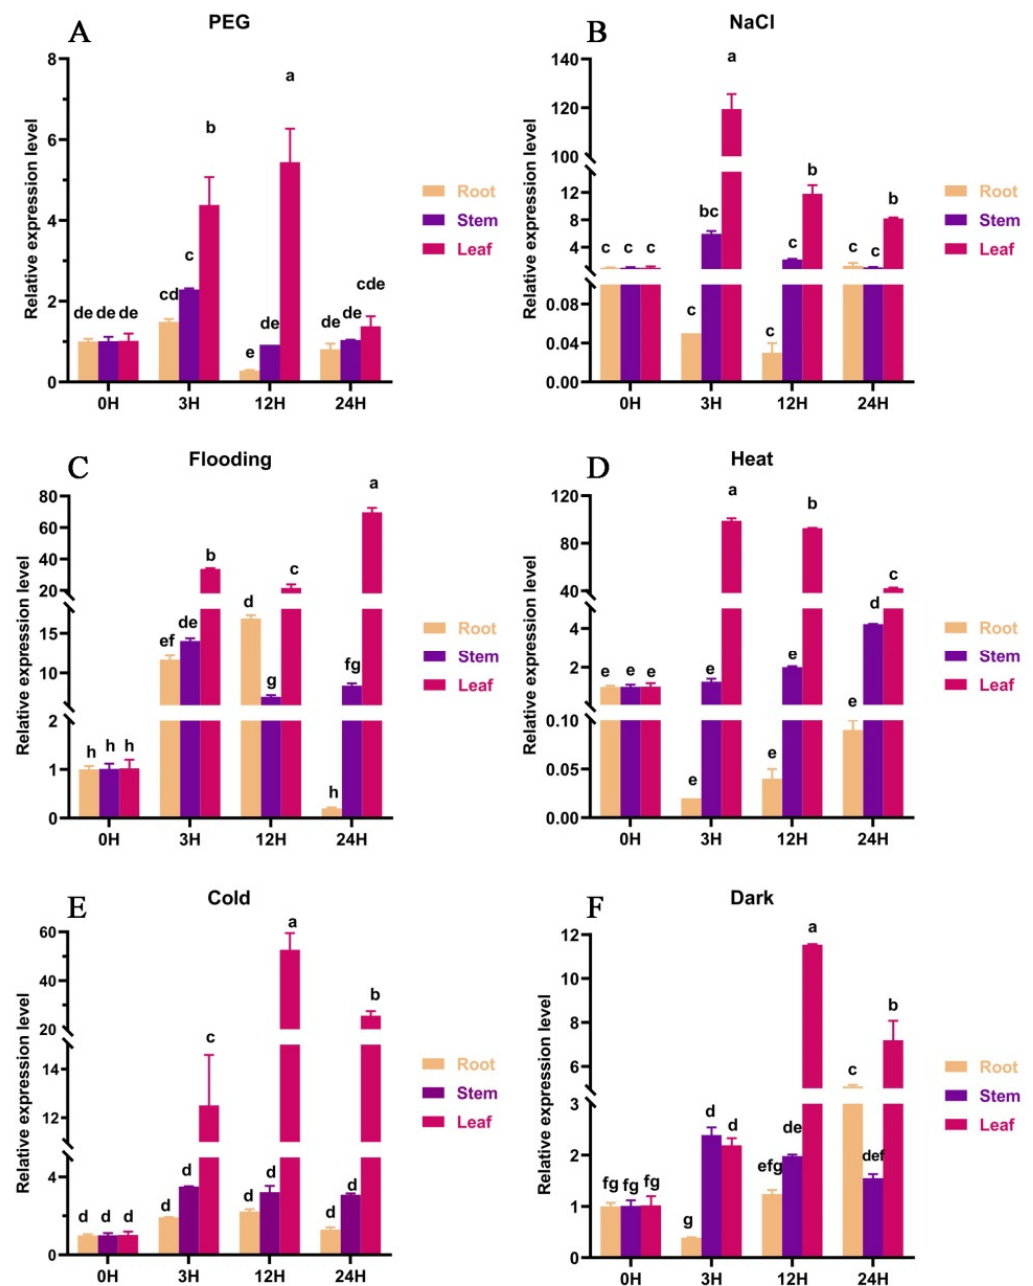 A
PEG
Relative expression level
8
6
4
2
0
de de de
cd
c
b
e
de
a
de de
cde
0H 3H 12H 24H
Root
Stem
Leaf
B
NaCl
Relative expression level
140
120
100
12
8
4
0.08
0.04
0.00
c c c
c
bc
a
c
c
b
c c
b
0H 3H 12H 24H
Root
Stem
Leaf
C
Flooding
Relative expression level
80
60
40
20
15
10
2
1
0
h h h
ef
de
b
d
g
c
h
fg
a
0H 3H 12H 24H
Root
Stem
Leaf
D
Heat
Relative expression level
120
80
40
4
2
0.10
0.05
0.00
e e e
e
e
a
e
e
b
e
d
c
0H 3H 12H 24H
Root
Stem
Leaf
E
Cold
Relative expression level
60
40
20
14
12
4
0
d d d
d
d
c
d
d
a
d
d
b
0H 3H 12H 24H
Root
Stem
Leaf
F
Dark
Relative expression level
12
10
8
6
3
2
1
0
fg fg fg
g
d
d
efg
de
a
c
def
b
0H 3H 12H 24H
Root
Stem
Leaf